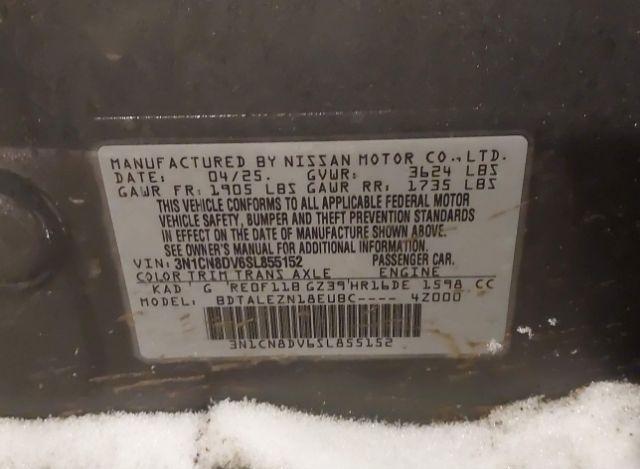 MANUFACTURED BY NISSAN MOTOR CO., LTD.
DATE: 04/25. GVWR: 3624 LBS
GAWR FR: 1905 LBS GAWR RR: 1735 LBS
THIS VEHICLE CONFORMS TO ALL APPLICABLE FEDERAL MOTOR
VEHICLE SAFETY, BUMPER AND THEFT PREVENTION STANDARDS
IN EFFECT ON THE DATE OF MANUFACTURE SHOWN ABOVE.
SEE OWNER'S MANUAL FOR ADDITIONAL INFORMATION.
VIN: 3N1CN8DV6SL855152 PASSENGER CAR.
COLOR TRIM TRANS AXLE ENGINE
KAD G RE0F11B GZ39 HR16DE 1598 CC
MODEL: BDTALEZN18EUBC---- 4Z000
3N1CN8DV6SL855152